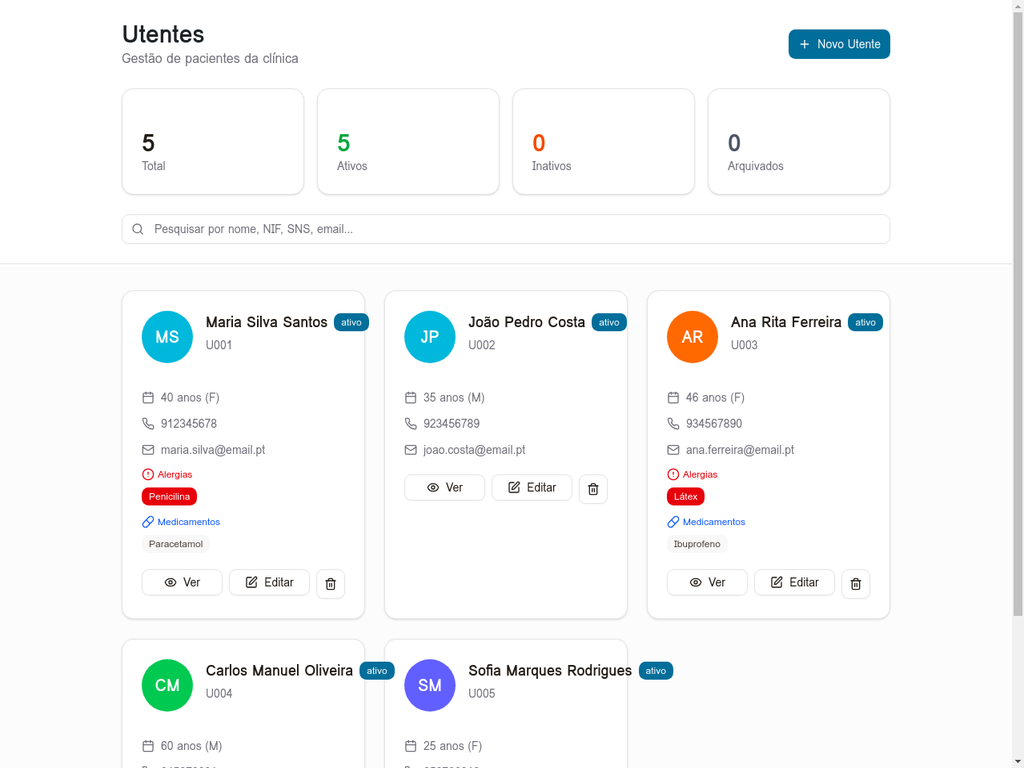 Utentes
Gestão de pacientes da clínica
Novo Utente
5
Total
5
Ativos
0
Inativos
0
Arquivados
Pesquisar por nome, NIF, SNS, email...
MS
Maria Silva Santos ativo
U001
40 anos (F)
912345678
maria.silva@email.pt
Alergias
Penicilina
Medicamentos
Paracetamol
Ver Editar
JP
João Pedro Costa ativo
U002
35 anos (M)
923456789
joao.costa@email.pt
Ver Editar
AR
Ana Rita Ferreira ativo
U003
46 anos (F)
934567890
ana.ferreira@email.pt
Alergias
Látex
Medicamentos
Ibuprofeno
Ver Editar
CM
Carlos Manuel Oliveira ativo
U004
60 anos (M)
SM
Sofia Marques Rodrigues ativo
U005
25 anos (F)